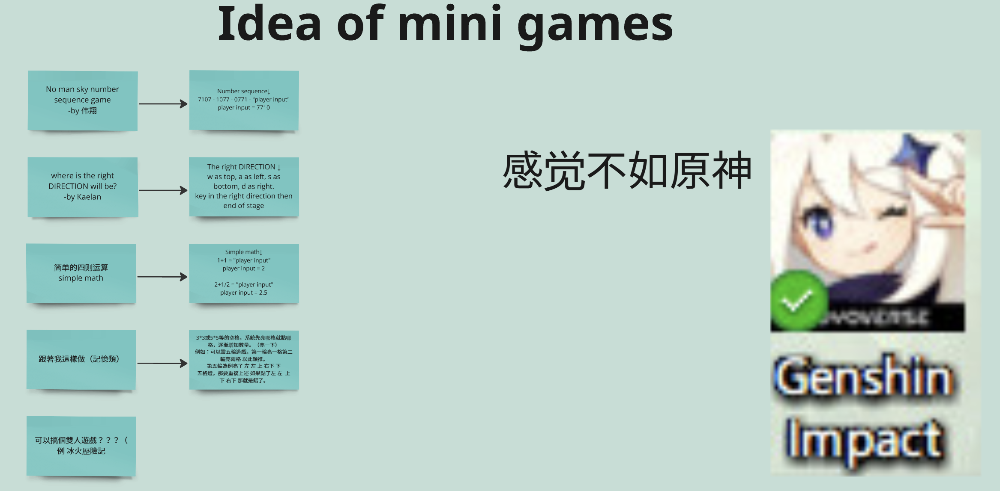 Idea of mini games
No man sky number
sequence game
-by 伟翔
Number sequence↓
7107 - 1077 - 0771 - "player input"
player input = 7710
where is the right
DIRECTION will be?
-by Kaelan
The right DIRECTION ↓
w as top, a as left, s as
bottom, d as right.
key in the right direction then
end of stage
简单的四则运算
simple math
Simple math↓
1+1 = "player input"
player input = 2
2+1/2 = "player input"
player input = 2.5
跟著我這樣做（記憶類）
3*3或5*5等的空格，系統先亮哪格就點哪
格，逐漸增加數量。（亮一下）
例如：可以設五輪遊戲，第一輪亮一格第二
輪亮兩格 以此類推。
第五輪為例亮了 左 左 上 右下 下
五格燈，那要重複上述 如果點了左 左 上
下 右下 那就是錯了。
可以搞個雙人遊戲？？？（
例 冰火歷險記
感觉不如原神
Genshin
Impact